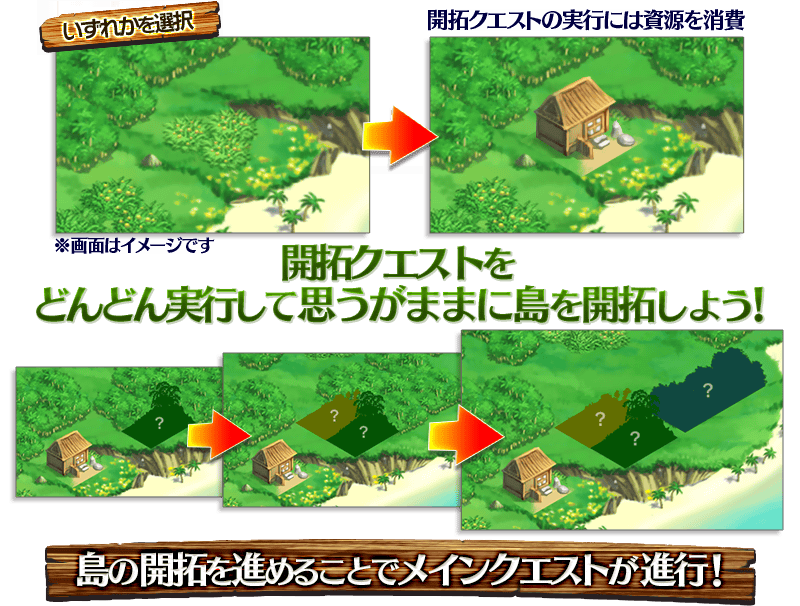 いずれかを選択
開拓クエストの実行には資源を消費
※画面はイメージです
開拓クエストを
どんどん実行して思うがままに島を開拓しよう!
?
? ?
? ? ?
島の開拓を進めることでメインクエストが進行!